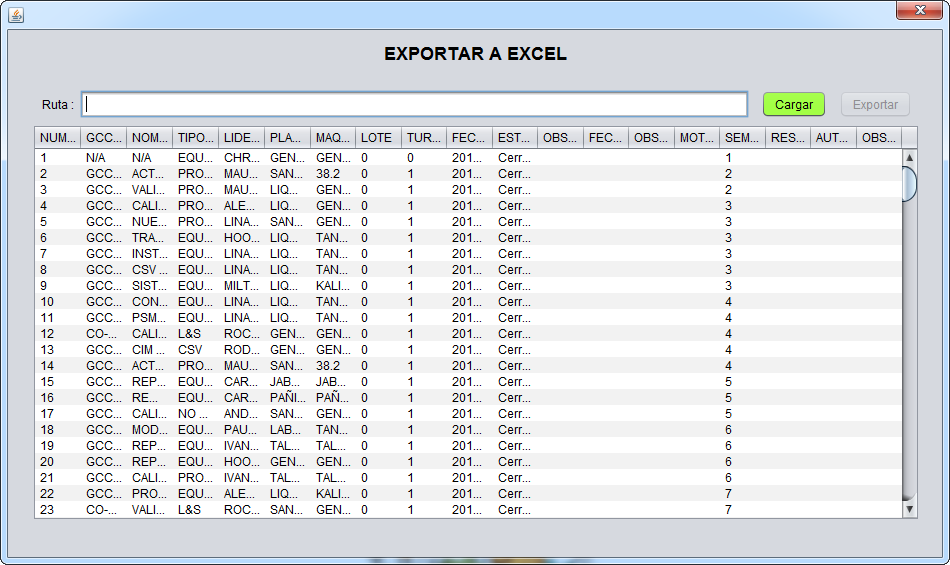 EXPORTAR A EXCEL
Ruta : Cargar Exportar
NUM... GCC... NOM... TIPO... LIDE... PLA... MAQ... LOTE TUR... FEC... EST... OBS... FEC... OBS... MOT... SEM... RES... AUT... OBS...
1 N/A N/A EQU... CHR... GEN... GEN... 0 0 201... Cerr... 1
2 GCC... ACT... PRO... MAU... SAN... 38.2 0 1 201... Cerr... 2
3 GCC... VALI... PRO... MAU... LIQ... GEN... 0 1 201... Cerr... 2
4 GCC... CALI... PRO... ALE... LIQ... GEN... 0 1 201... Cerr... 3
5 GCC... NUE... PRO... LINA... SAN... GEN... 0 1 201... Cerr... 3
6 GCC... TRA... EQU... HOO... LIQ... TAN... 0 1 201... Cerr... 3
7 GCC... INST... EQU... LINA... LIQ... TAN... 0 1 201... Cerr... 3
8 GCC... CSV ... EQU... LINA... LIQ... TAN... 0 1 201... Cerr... 3
9 GCC... SIST... EQU... MILT... LIQ... KALI... 0 1 201... Cerr... 3
10 GCC... CON... EQU... LINA... LIQ... TAN... 0 1 201... Cerr... 4
11 GCC... PSM... EQU... LINA... LIQ... TAN... 0 1 201... Cerr... 4
12 CO-... CALI... L&S ROC... GEN... GEN... 0 1 201... Cerr... 4
13 GCC... CIM ... CSV ROD... GEN... GEN... 0 1 201... Cerr... 4
14 GCC... ACT... PRO... MAU... SAN... 38.2 0 1 201... Cerr... 4
15 GCC... REP... EQU... CAR... JAB... JAB... 0 1 201... Cerr... 5
16 GCC... RE... EQU... CAR... PAÑI... PAÑ... 0 1 201... Cerr... 5
17 GCC... CALI... NO ... AND... SAN... GEN... 0 1 201... Cerr... 5
18 GCC... MOD... EQU... PAU... LAB... TAN... 0 1 201... Cerr... 6
19 GCC... REP... EQU... IVAN... TAL... TAL... 0 1 201... Cerr... 6
20 GCC... REP... EQU... HOO... GEN... GEN... 0 1 201... Cerr... 6
21 GCC... CALI... PRO... IVAN... TAL... TAL... 0 1 201... Cerr... 6
22 GCC... PRO... EQU... ALE... LIQ... KALI... 0 1 201... Cerr... 7
23 CO-... VALI... L&S ROC... SAN... GEN... 0 1 201... Cerr... 7